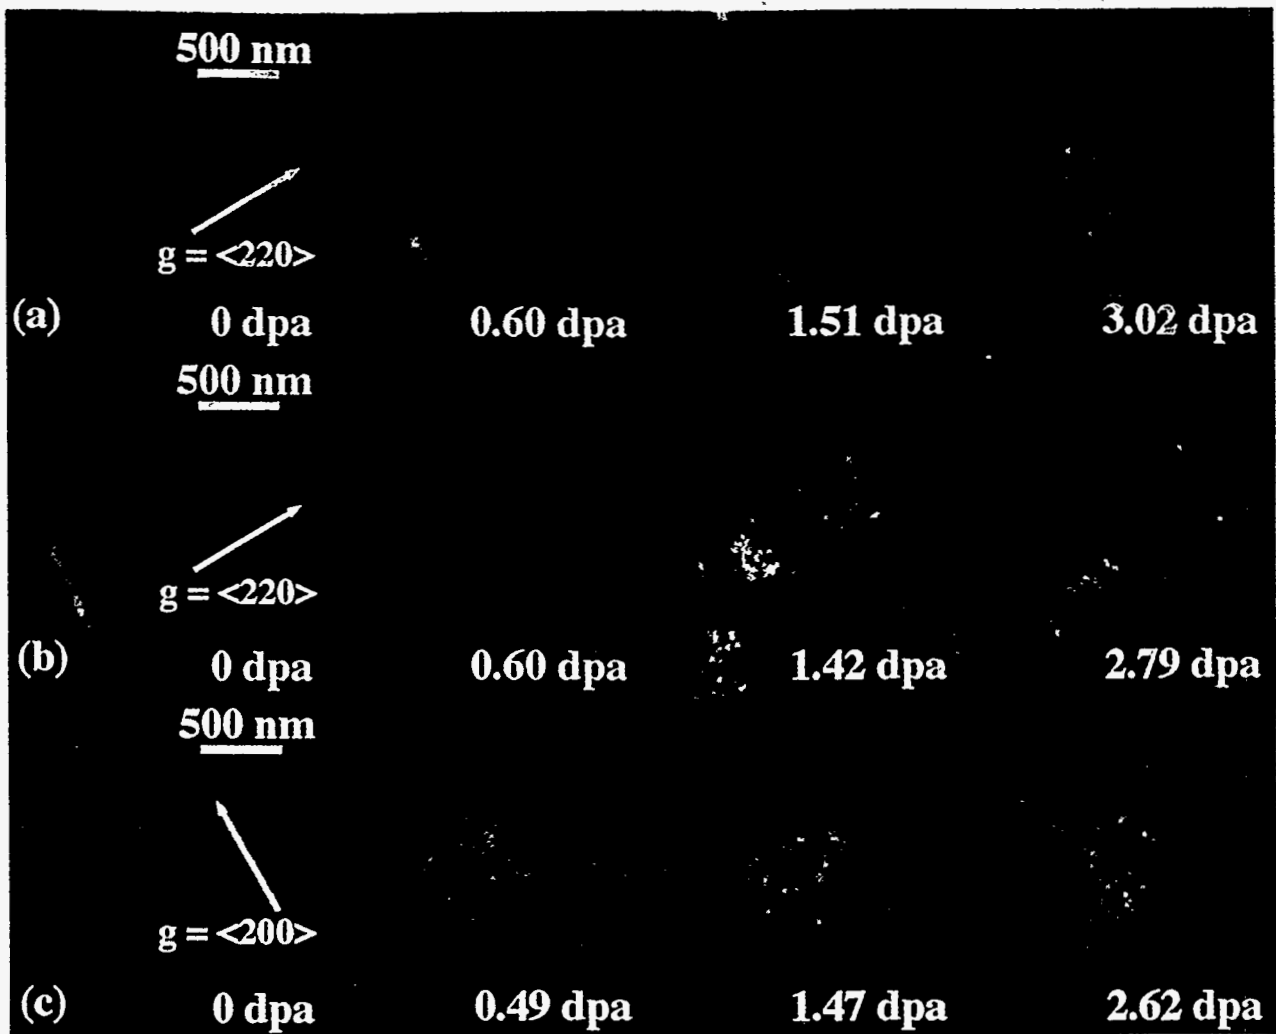 500 nm
g = <220>
(a) 0 dpa 0.60 dpa 1.51 dpa 3.02 dpa
500 nm
g = <220>
(b) 0 dpa 0.60 dpa 1.42 dpa 2.79 dpa
500 nm
g = <200>
(c) 0 dpa 0.49 dpa 1.47 dpa 2.62 dpa